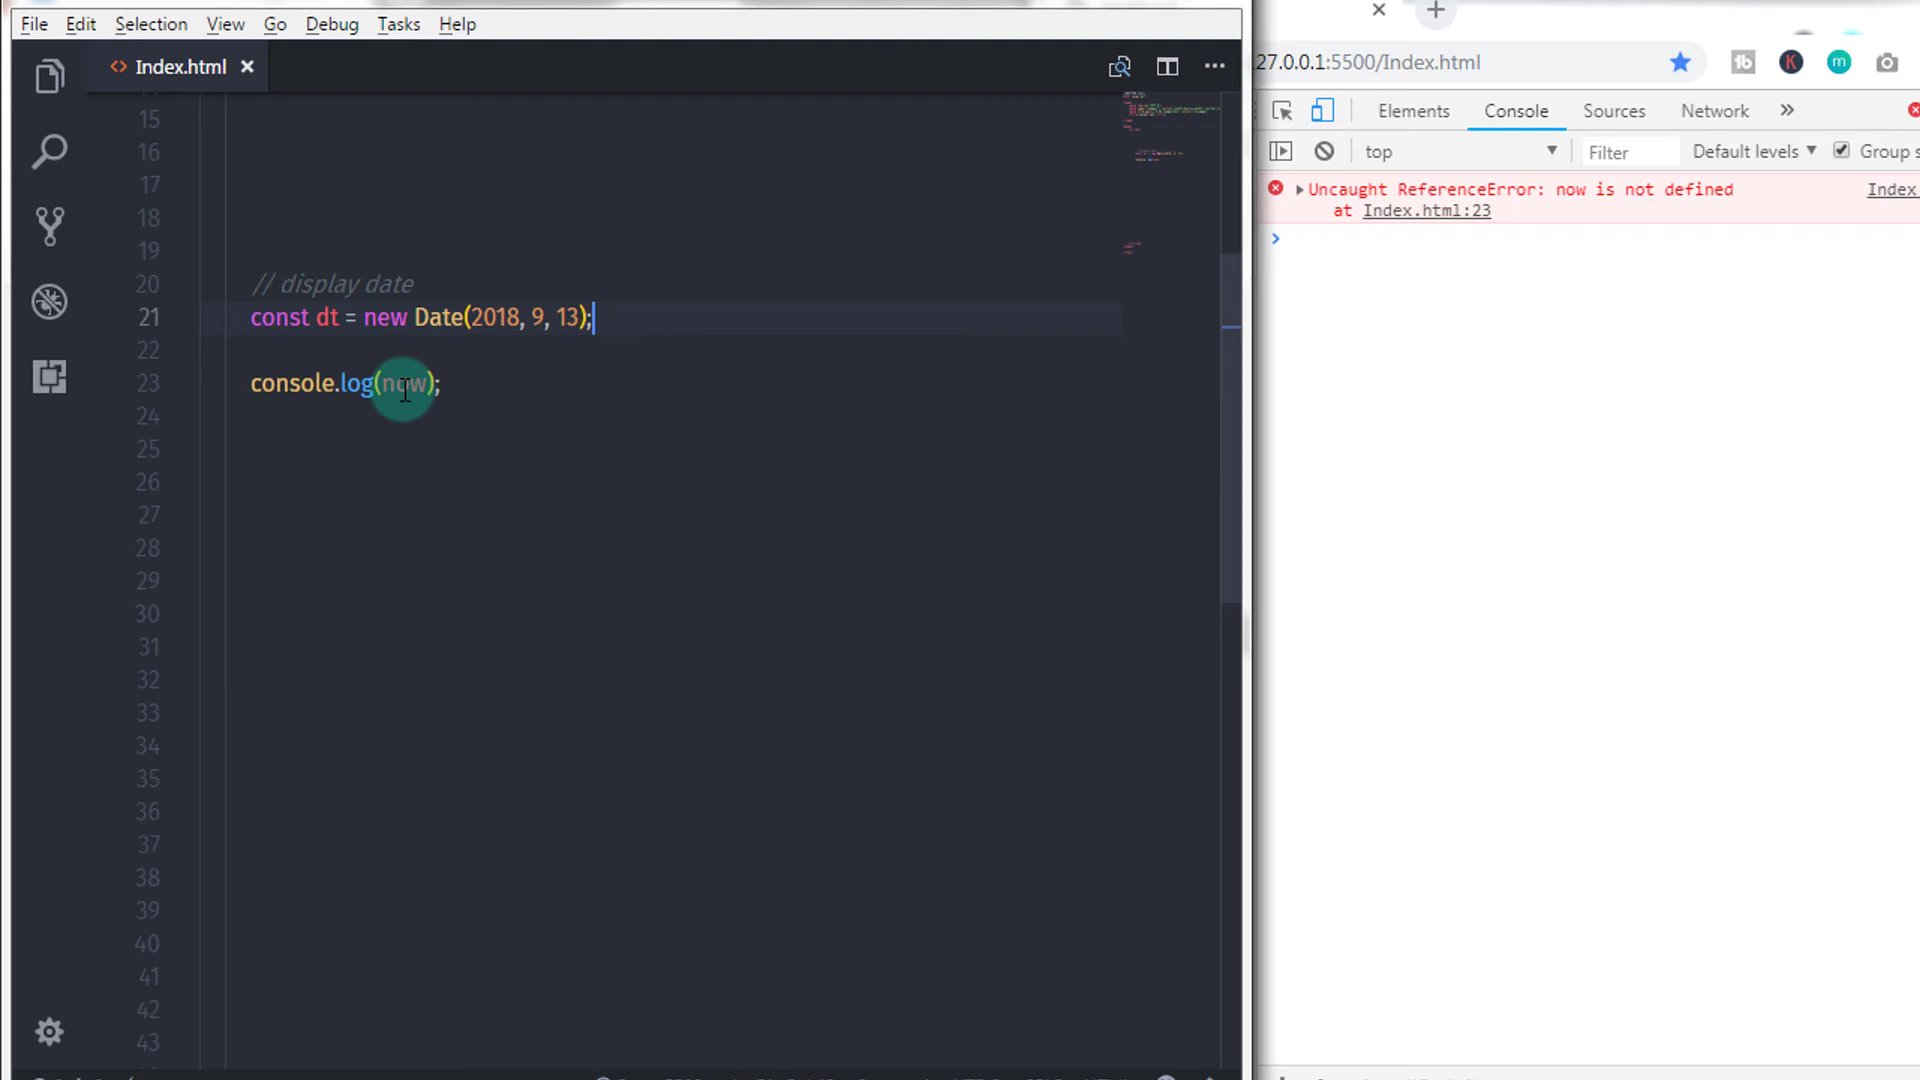 File Edit Selection View Go Debug Tasks Help
Index.html
15
16
17
18
19
20 // display date
21 const dt = new Date(2018, 9, 13);
22
23 console.log(now);
24
25
26
27
28
29
30
31
32
33
34
35
36
37
38
39
40
41
42
43
27.0.0.1:5500/Index.html
K m
Elements Console Sources Network
top Filter Default levels Group s
Uncaught ReferenceError: now is not defined Index.
at Index.html:23